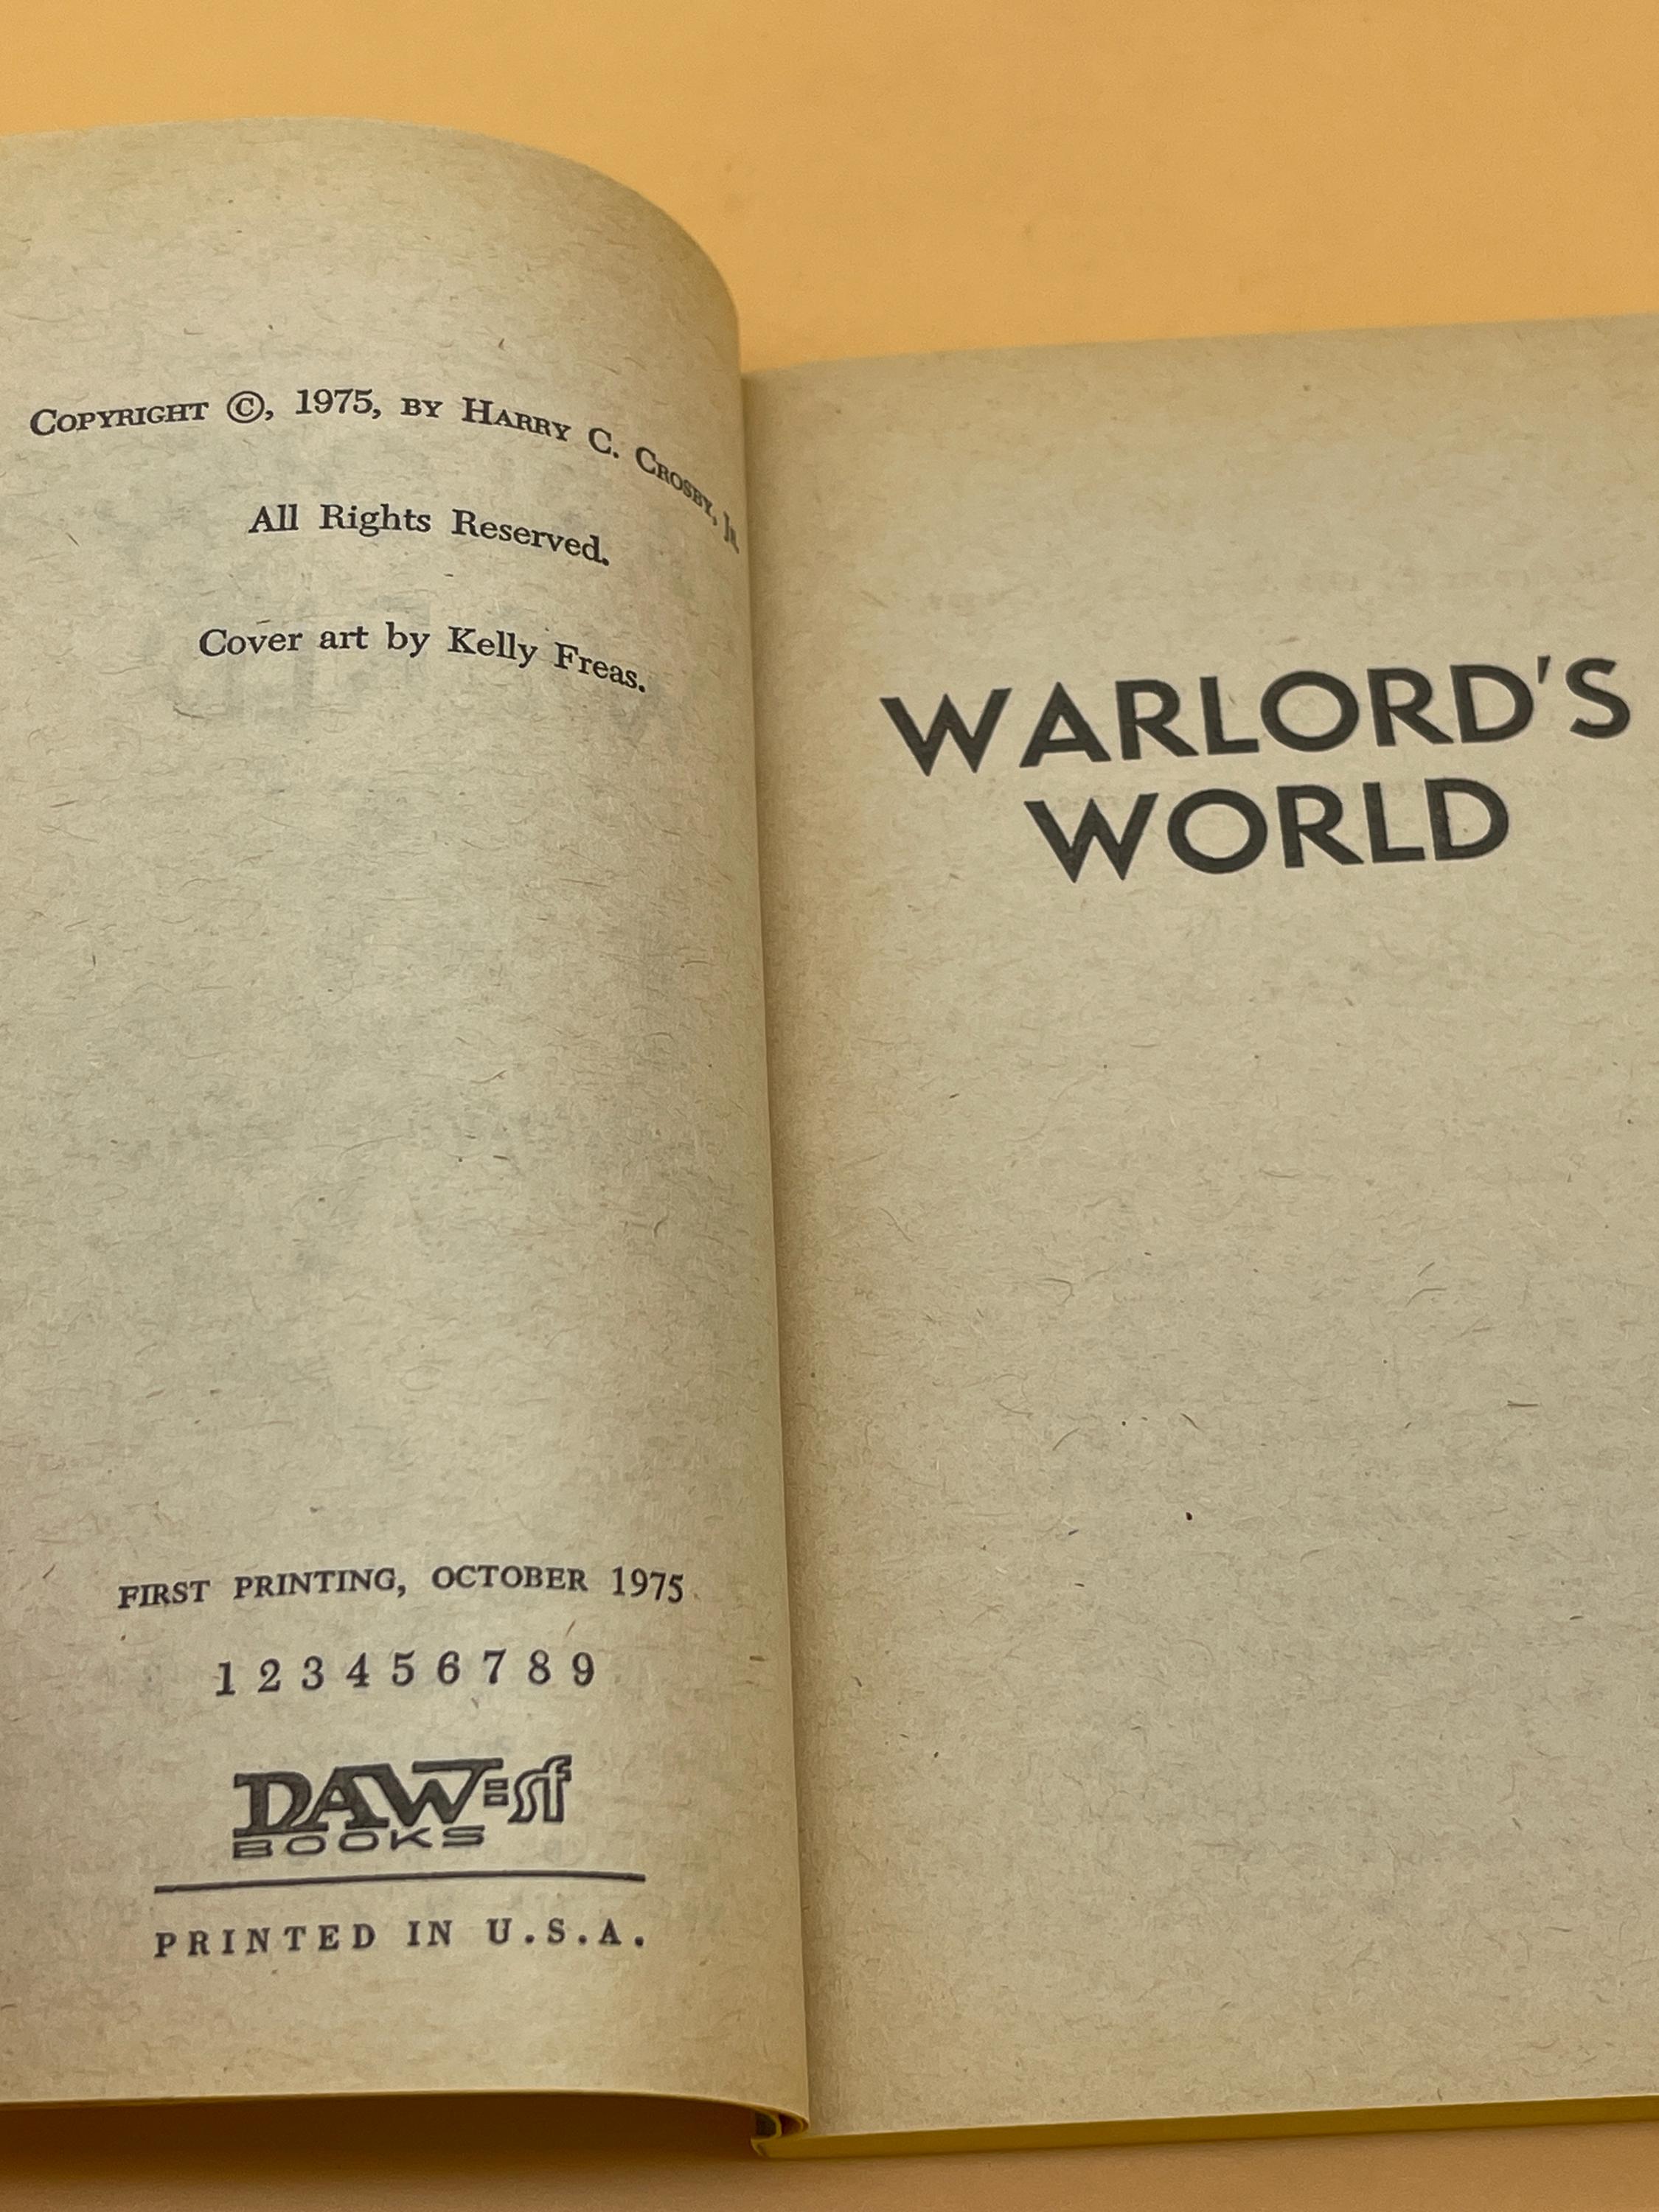 COPYRIGHT ©, 1975, BY HARRY C. CROSBY, JR.
All Rights Reserved.
Cover art by Kelly Freas.
FIRST PRINTING, OCTOBER 1975
1 2 3 4 5 6 7 8 9
DAW=sf
BOOKS
PRINTED IN U.S.A.
WARLORD'S
WORLD